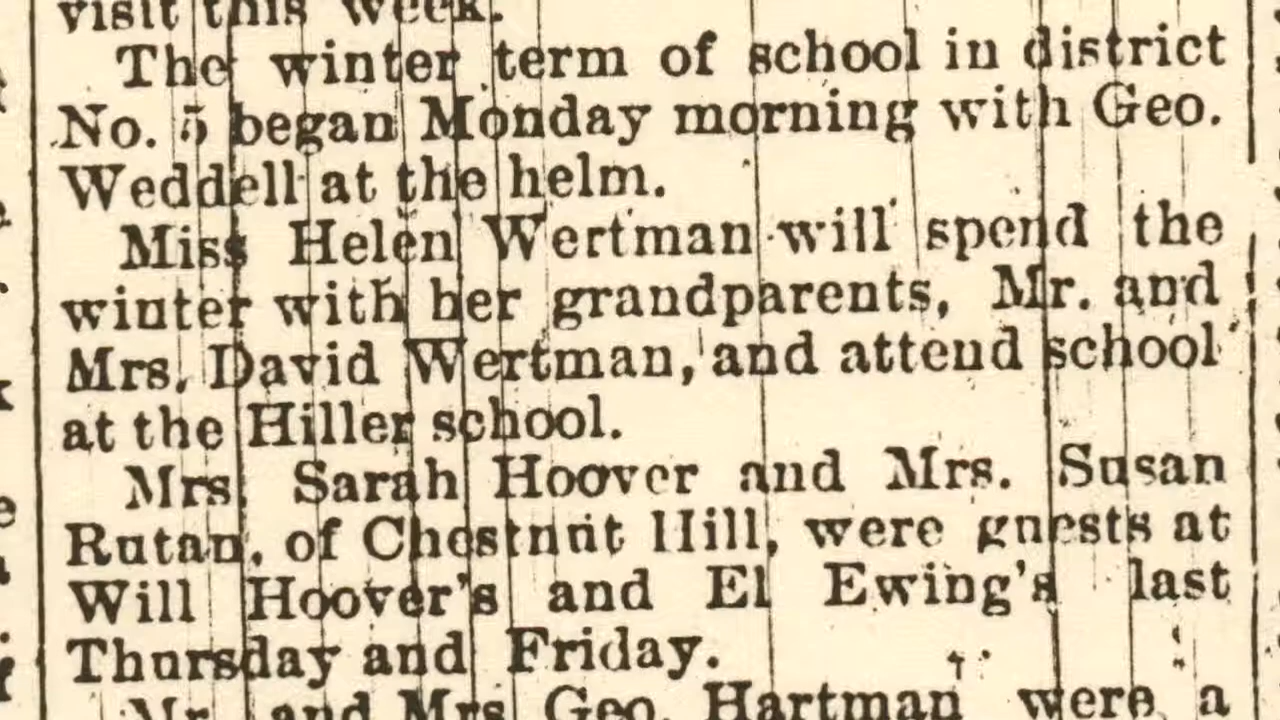 visit this week.
The winter term of school in district
No. 5 began Monday morning with Geo.
Weddell at the helm.
Miss Helen Wertman will spend the
winter with her grandparents, Mr. and
Mrs. David Wertman, and attend school
at the Hiller school.
Mrs. Sarah Hoover and Mrs. Susan
Rutan, of Chestnut Hill, were guests at
Will Hoover's and El Ewing's last
Thursday and Friday.
Mr. and Mrs Geo. Hartman were a